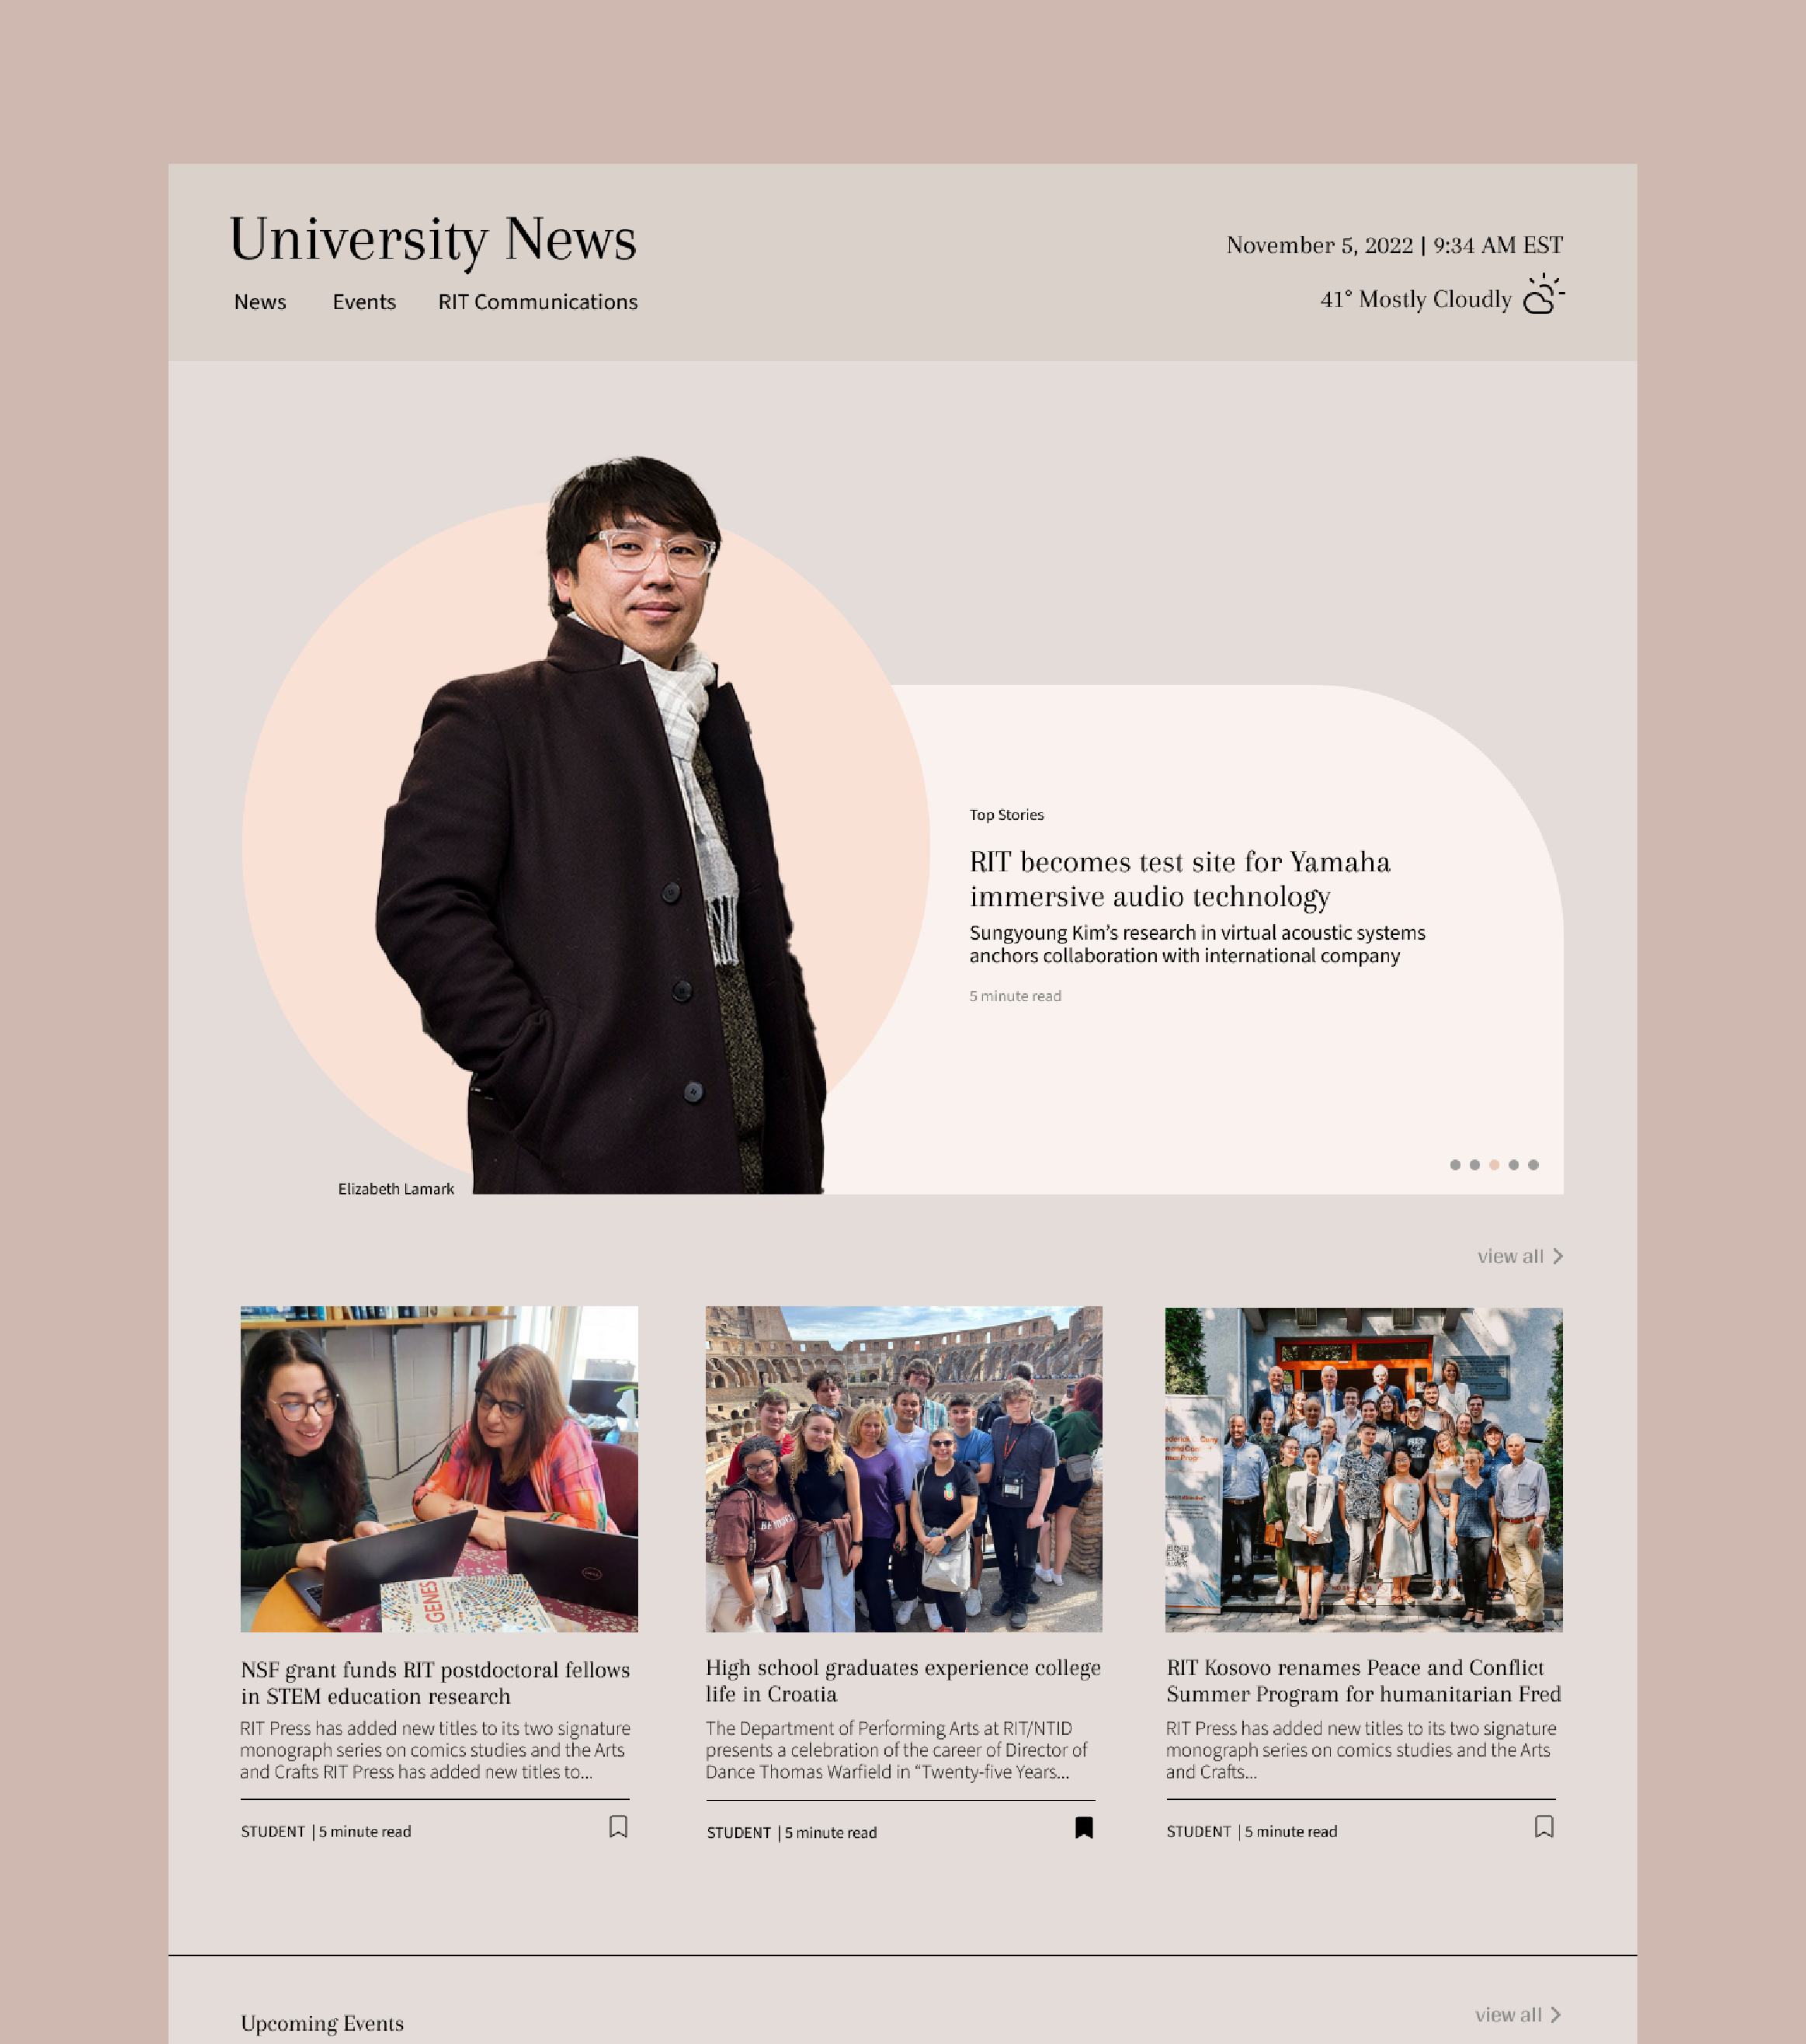 University News
News Events RIT Communications
November 5, 2022 | 9:34 AM EST
41° Mostly Cloudly
Top Stories
RIT becomes test site for Yamaha
immersive audio technology
Sungyoung Kim’s research in virtual acoustic systems
anchors collaboration with international company
5 minute read
Elizabeth Lamark
view all
GENES
NSF grant funds RIT postdoctoral fellows
in STEM education research
RIT Press has added new titles to its two signature
monograph series on comics studies and the Arts
and Crafts RIT Press has added new titles to...
STUDENT | 5 minute read
High school graduates experience college
life in Croatia
The Department of Performing Arts at RIT/NTID
presents a celebration of the career of Director of
Dance Thomas Warfield in “Twenty-five Years...
STUDENT | 5 minute read
RIT Kosovo renames Peace and Conflict
Summer Program for humanitarian Fred
RIT Press has added new titles to its two signature
monograph series on comics studies and the Arts
and Crafts...
STUDENT | 5 minute read
Upcoming Events
view all